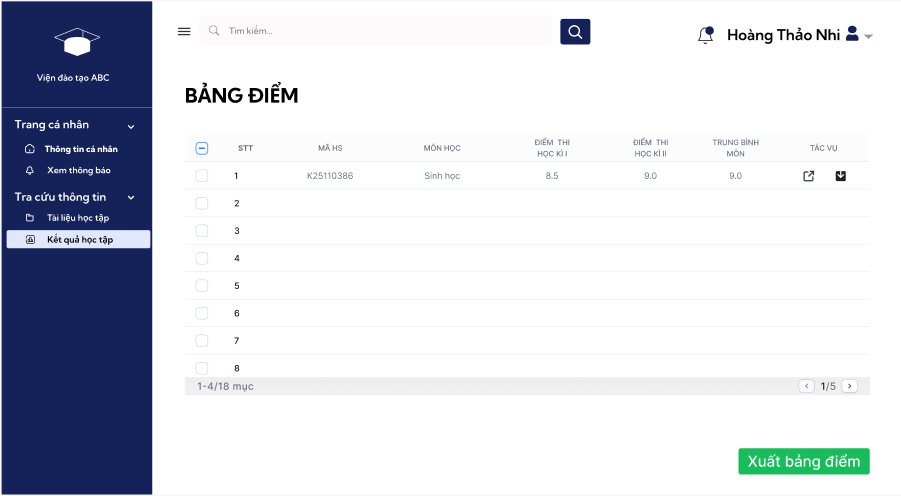 Viện đào tạo ABC
Trang cá nhân
Thông tin cá nhân
Xem thông báo
Tra cứu thông tin
Tài liệu học tập
Kết quả học tập
Tìm kiếm...
Hoàng Thảo Nhi
BẢNG ĐIỂM
STT MÃ HS MÔN HỌC ĐIỂM THI HỌC KÌ I ĐIỂM THI HỌC KÌ II TRUNG BÌNH MÔN TÁC VỤ
1 K25110386 Sinh học 8.5 9.0 9.0
2
3
4
5
6
7
8
1-4/18 mục 1/5
Xuất bảng điểm